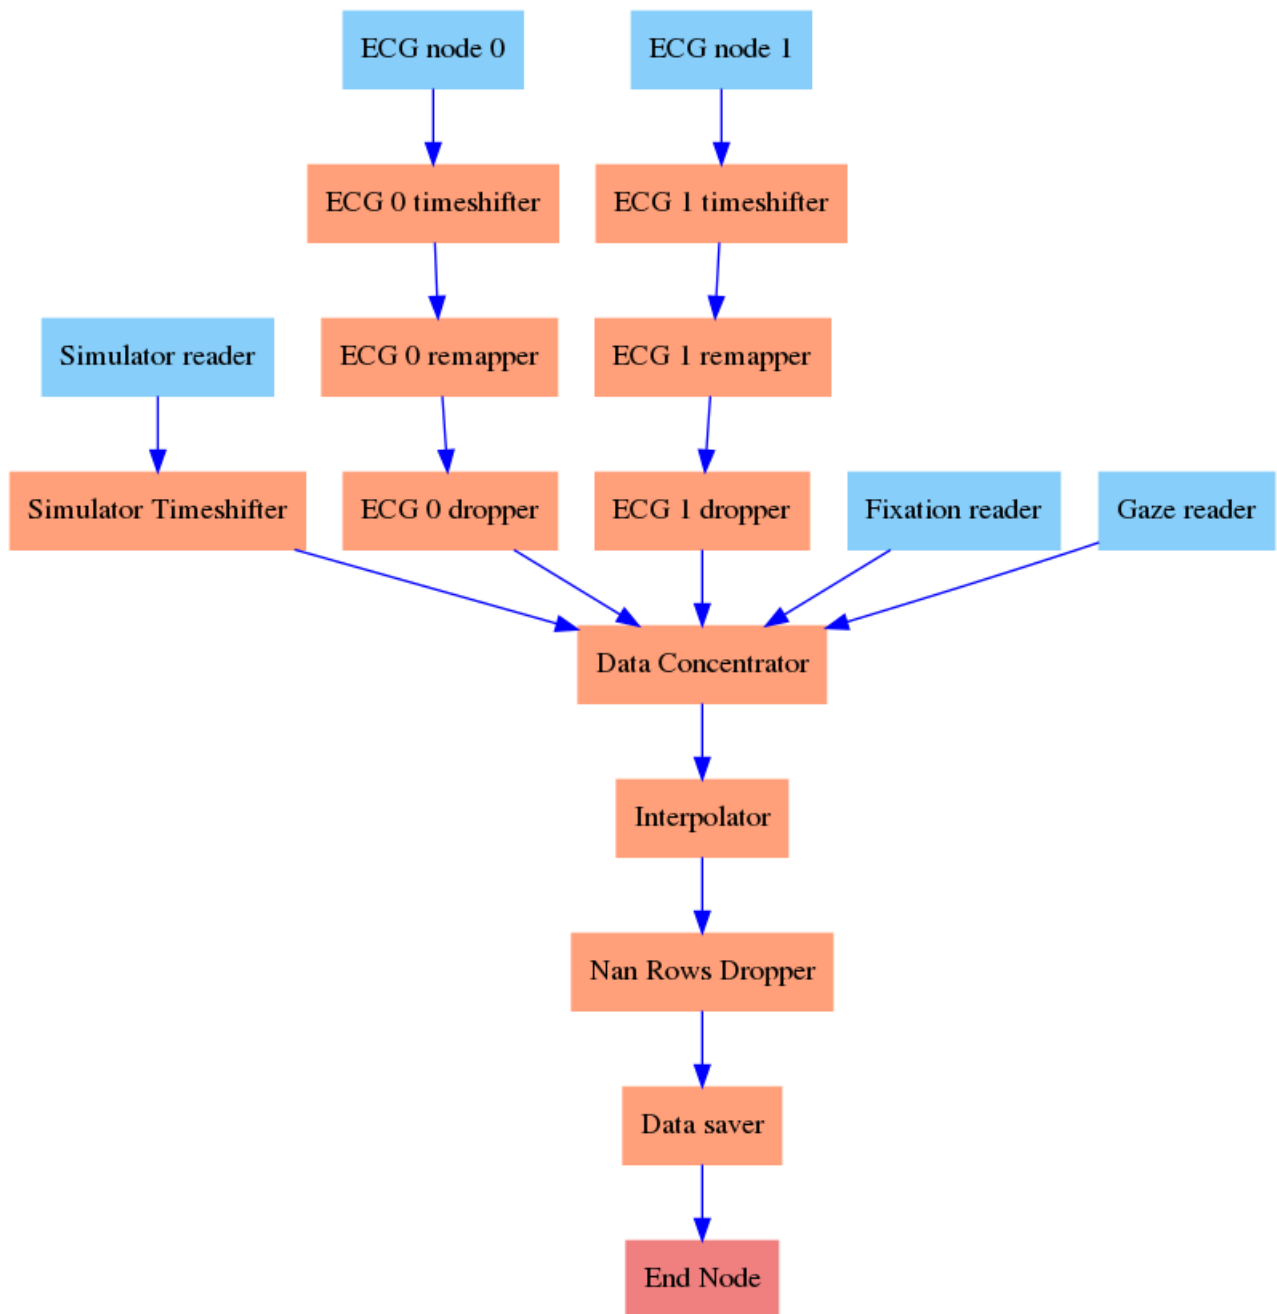 ECG node 0
ECG node 1
ECG 0 timeshifter
ECG 1 timeshifter
Simulator reader
ECG 0 remapper
ECG 1 remapper
Simulator Timeshifter
ECG 0 dropper
ECG 1 dropper
Fixation reader
Gaze reader
Data Concentrator
Interpolator
Nan Rows Dropper
Data saver
End Node